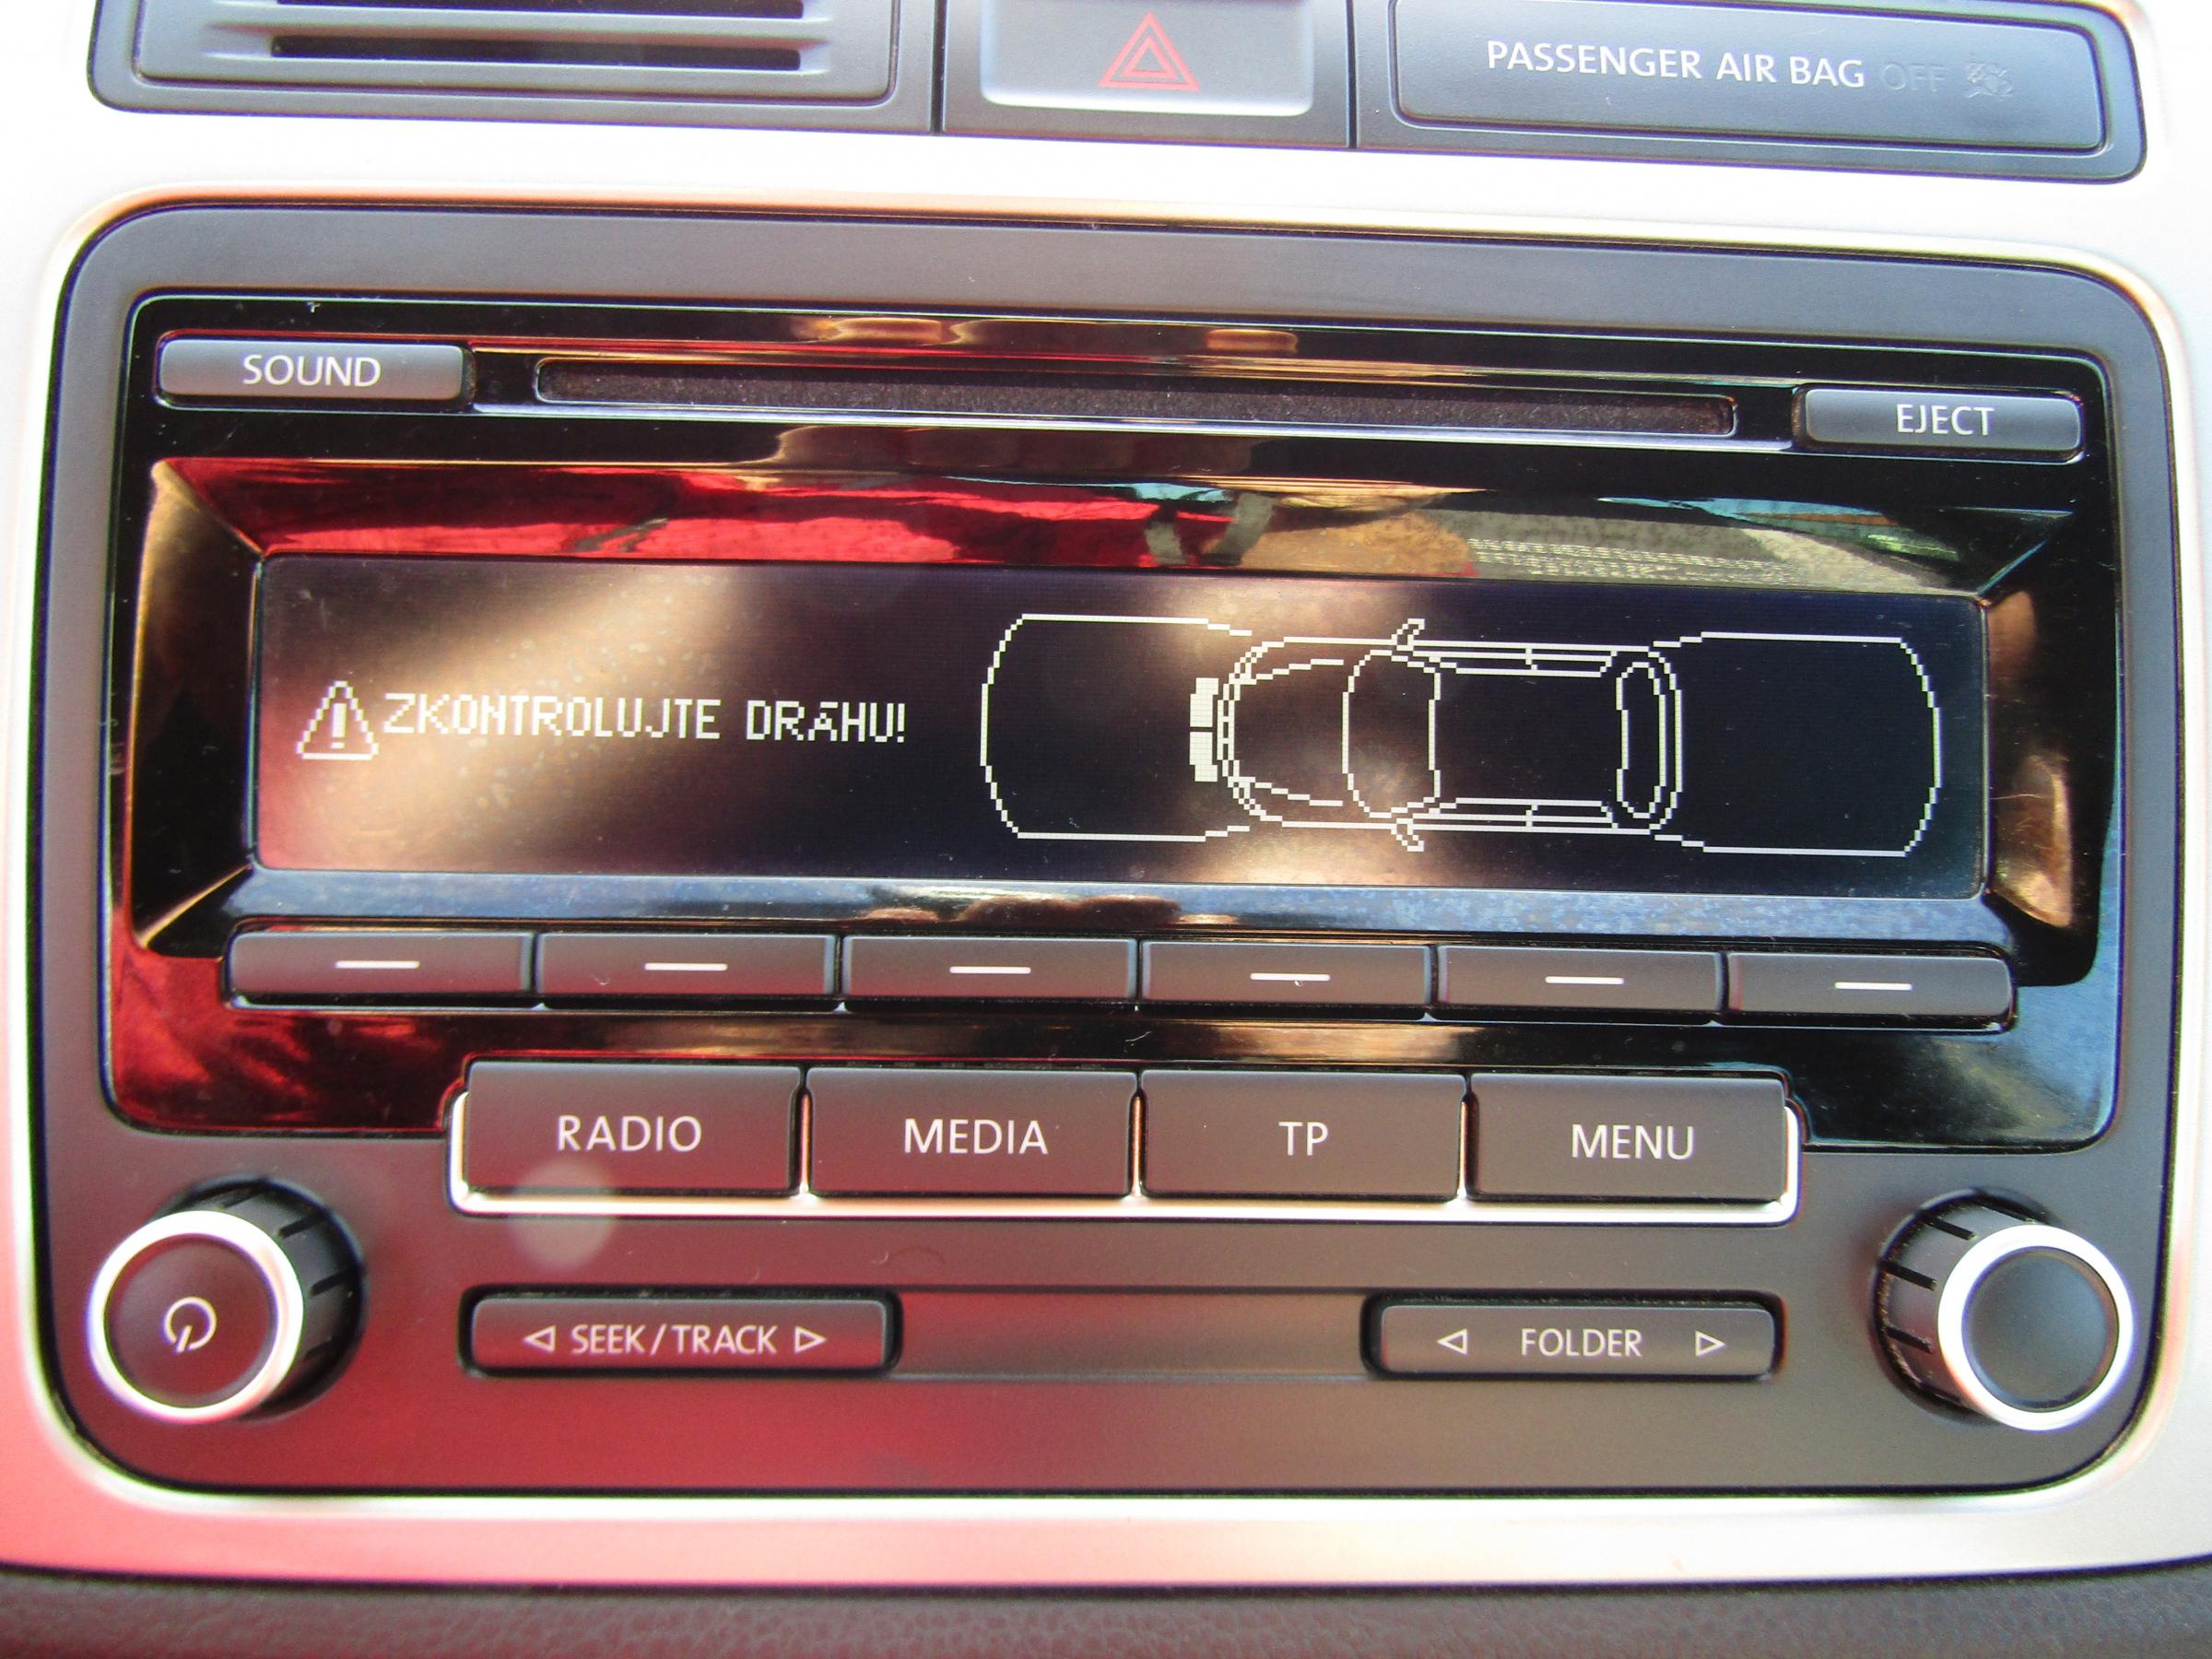 PASSENGER AIR BAG OFF
SOUND
EJECT
ZKONTROLUJTE DRÁHU!
RADIO
MEDIA
TP
MENU
SEEK / TRACK
FOLDER